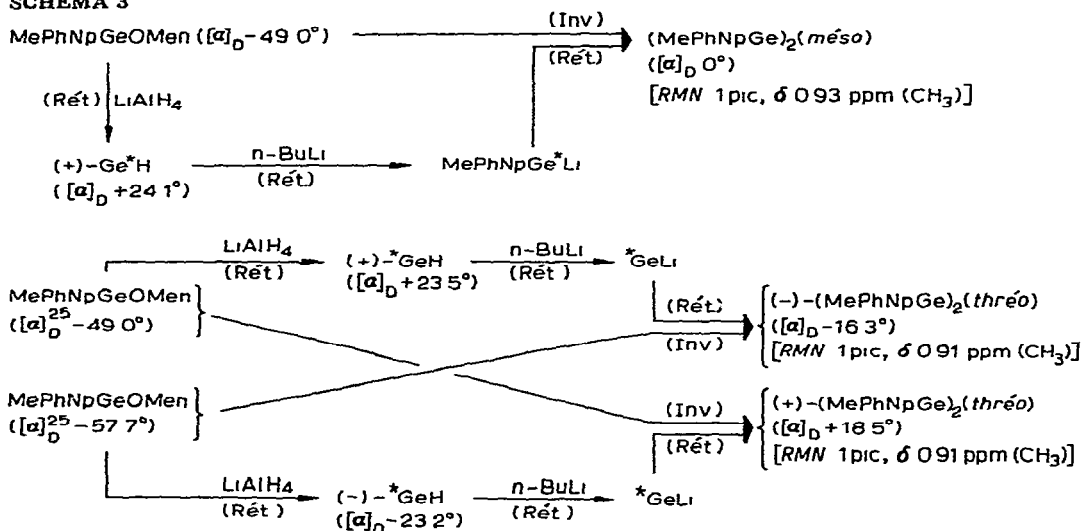 SCHEMA 3
MePhNpGeOMen ([α]D -49 0°)
(Inv)
(Rét)
(MePhNpGe)2 (méso)
([α]D 0°)
[RMN 1 pic, δ 0 93 ppm (CH3)]
(Rét) LiAlH4
(+)-Ge*H
([α]D +24 1°)
n-BuLi
(Rét)
MePhNpGe*Li
LiAlH4
(Rét)
(+)-*GeH
([α]D +23 5°)
n-BuLi
(Rét)
*GeLi
MePhNpGeOMen
([α]D25 -49 0°)
(Rét)
(Inv)
(-)-(MePhNpGe)2 (thréo)
([α]D -16 3°)
[RMN 1 pic, δ 0 91 ppm (CH3)]
MePhNpGeOMen
([α]D25 -57 7°)
(Inv)
(Rét)
(+)-(MePhNpGe)2 (thréo)
([α]D +16 5°)
[RMN 1 pic, δ 0 91 ppm (CH3)]
LiAlH4
(Rét)
(-)-*GeH
([α]D -23 2°)
n-BuLi
(Rét)
*GeLi